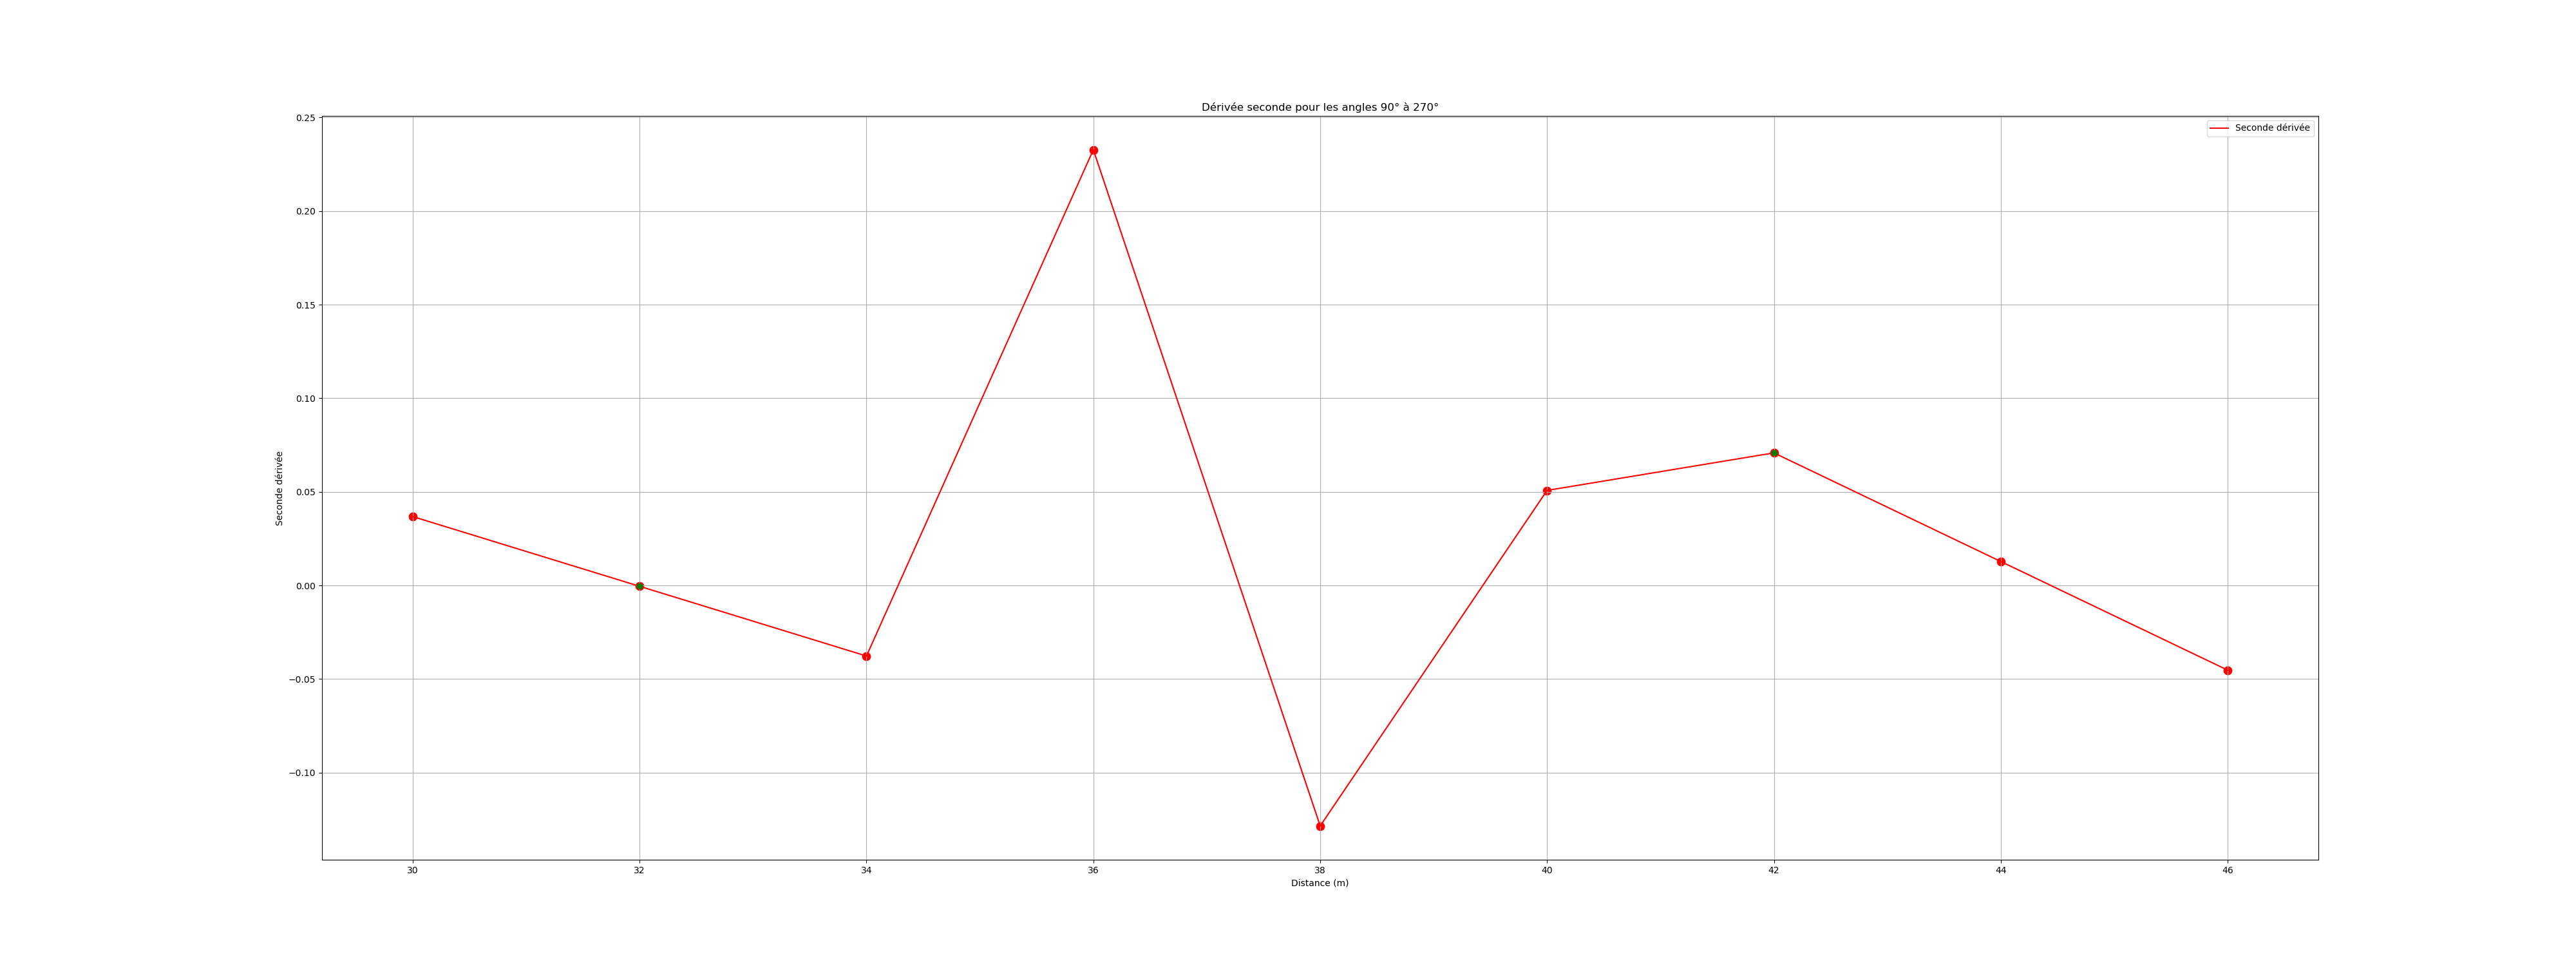 Dérivée seconde pour les angles 90° à 270°
Seconde dérivée
0.25
0.20
0.15
0.10
0.05
0.00
−0.05
−0.10
Seconde dérivée
30 32 34 36 38 40 42 44 46
Distance (m)